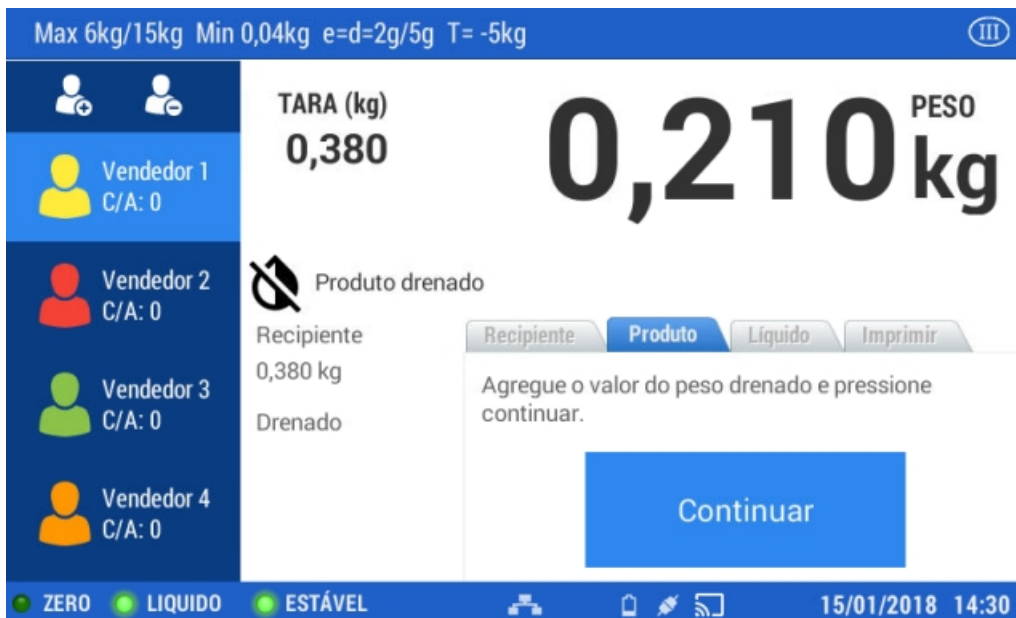 Max 6kg/15kg Min 0,04kg e=d=2g/5g T= -5kg III
TARA (kg)
0,380
0,210 kg
PESO
Vendedor 1
C/A: 0
Vendedor 2
C/A: 0
Vendedor 3
C/A: 0
Vendedor 4
C/A: 0
Produto drenado
Recipiente
0,380 kg
Drenado
Recipiente Produto Líquido Imprimir
Agregue o valor do peso drenado e pressione
continuar.
Continuar
ZERO LIQUIDO ESTÁVEL 15/01/2018 14:30